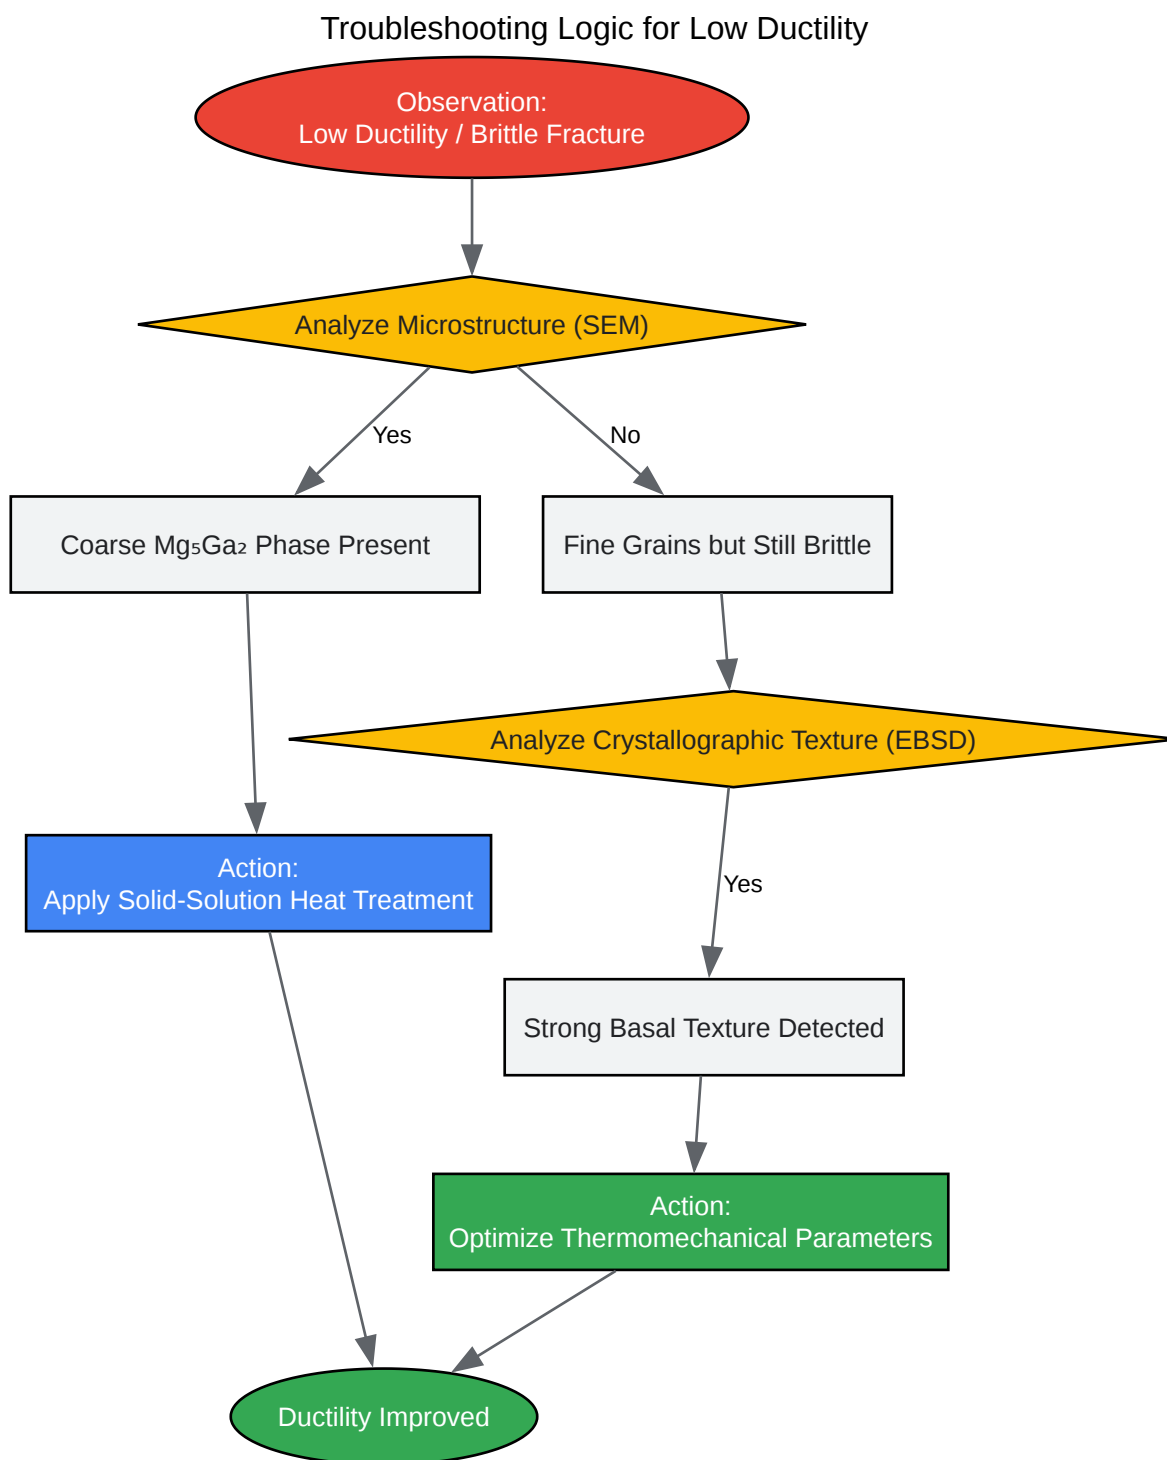 Troubleshooting Logic for Low Ductility
Observation:
Low Ductility / Brittle Fracture
Analyze Microstructure (SEM)
Yes
No
Coarse Mg₅Ga₂ Phase Present
Fine Grains but Still Brittle
Analyze Crystallographic Texture (EBSD)
Action:
Apply Solid-Solution Heat Treatment
Yes
Strong Basal Texture Detected
Action:
Optimize Thermomechanical Parameters
Ductility Improved